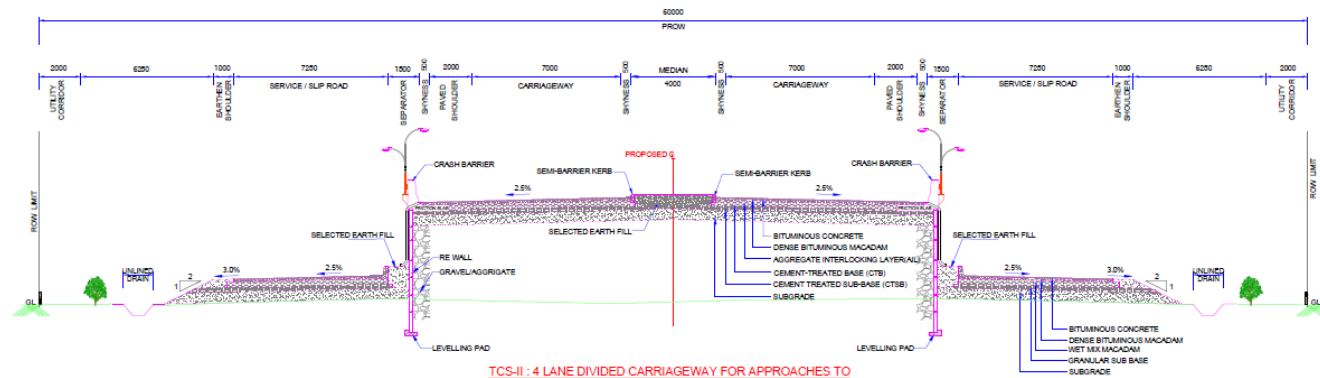 60000
PROW
2000 6250 1000 7250 1500 500 2000 7000 500 MEDIAN 500 7000 2000 500 1500 7250 1000 6250 2000
4000
UTILITY CORRIDOR
EARTHEN SHOULDER
SERVICE / SLIP ROAD
SEPARATOR
SHYNESS
PAVED SHOULDER
CARRIAGEWAY
SHYNESS
SHYNESS
CARRIAGEWAY
PAVED SHOULDER
SHYNESS
SEPARATOR
SERVICE / SLIP ROAD
EARTHEN SHOULDER
UTILITY CORRIDOR
PROPOSED C
CRASH BARRIER
SEMI-BARRIER KERB
SEMI-BARRIER KERB
CRASH BARRIER
2.5%
2.5%
ROW LIMIT
ROW LIMIT
FRICTION SLAB
FRICTION SLAB
SELECTED EARTH FILL
SELECTED EARTH FILL
SELECTED EARTH FILL
BITUMINOUS CONCRETE
DENSE BITUMINOUS MACADAM
AGGREGATE INTERLOCKING LAYER(AIL)
CEMENT-TREATED BASE (CTB)
CEMENT TREATED SUB-BASE (CTSB)
SUBGRADE
RE WALL
GRAVEL/AGGRIGATE
UNLINED DRAIN
2
1
3.0%
2.5%
2.5%
3.0%
2
1
UNLINED DRAIN
GL
GL
BITUMINOUS CONCRETE
DENSE BITUMINOUS MACADAM
WET MIX MACADAM
GRANULAR SUB BASE
SUBGRADE
LEVELLING PAD
LEVELLING PAD
TCS-II : 4 LANE DIVIDED CARRIAGEWAY FOR APPROACHES TO